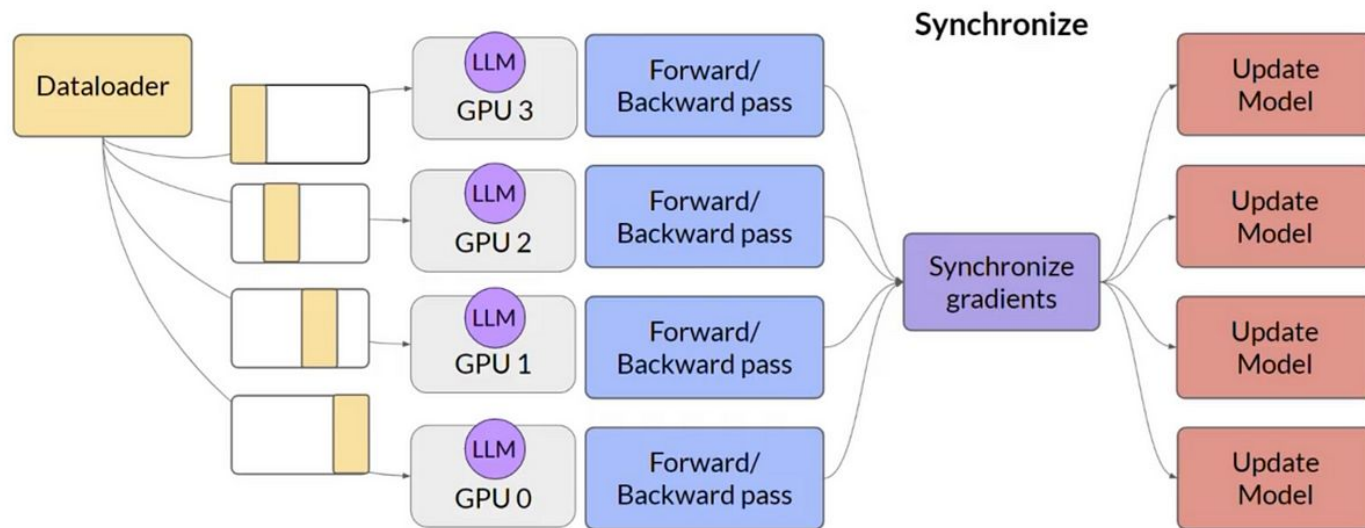 Synchronize
Dataloader
LLM
GPU 3
Forward/
Backward pass
Update
Model
LLM
GPU 2
Forward/
Backward pass
Update
Model
Synchronize
gradients
LLM
GPU 1
Forward/
Backward pass
Update
Model
LLM
GPU 0
Forward/
Backward pass
Update
Model